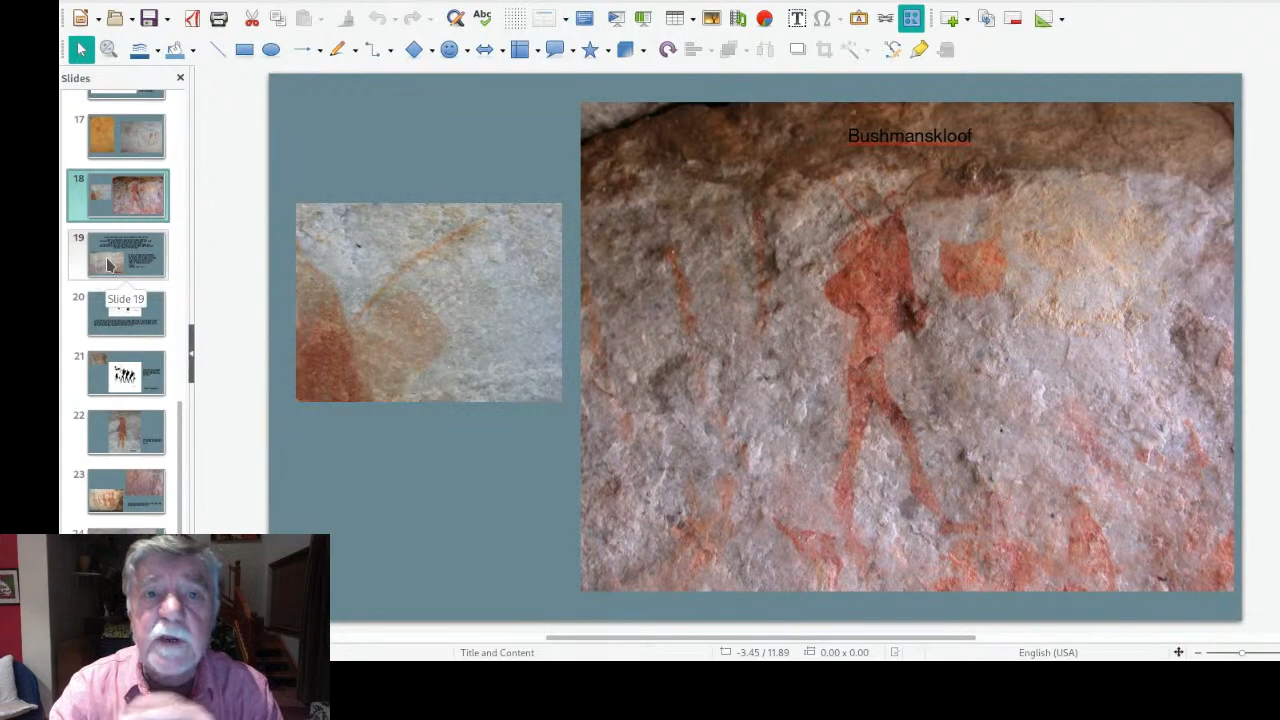 Abc
T
Ω
Slides
17
18
19
Slide 19
20
21
22
23
Bushmanskloof
Title and Content
-3.45 / 11.89
0.00 x 0.00
English (USA)